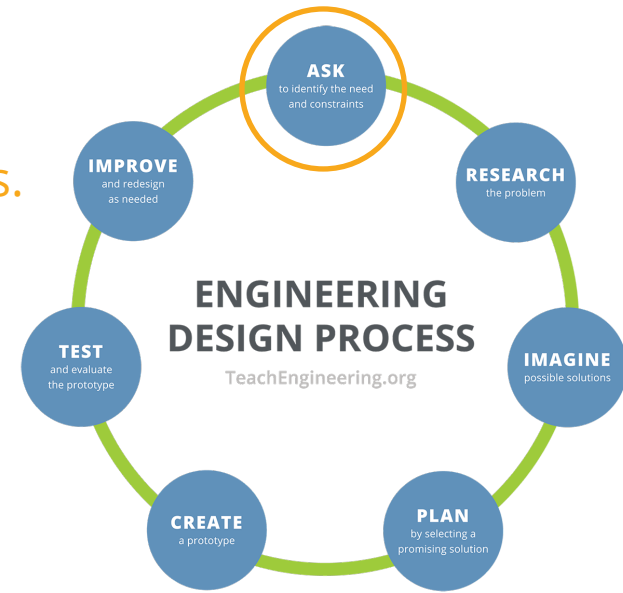 s.
ASK
to identify the need
and constraints
RESEARCH
the problem
IMAGINE
possible solutions
PLAN
by selecting a
promising solution
CREATE
a prototype
TEST
and evaluate
the prototype
IMPROVE
and redesign
as needed
ENGINEERING
DESIGN PROCESS
TeachEngineering.org